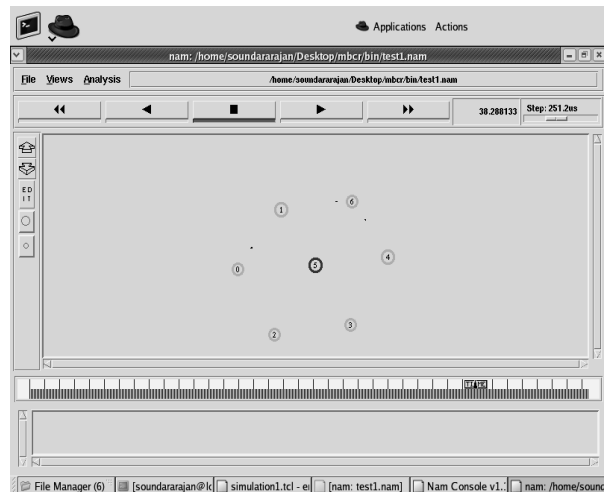 Applications Actions
nam: /home/soundararajan/Desktop/mbcr/bin/test1.nam
File Views Analysis /home/soundararajan/Desktop/mbcr/bin/test1.nam
38.288133 Step: 251.2us
E D
I T
1
6
4
5
0
3
2
TIME
File Manager (6) [soundararajan@lo simulation1.tcl - e [nam: test1.nam] Nam Console v1. nam: /home/sound